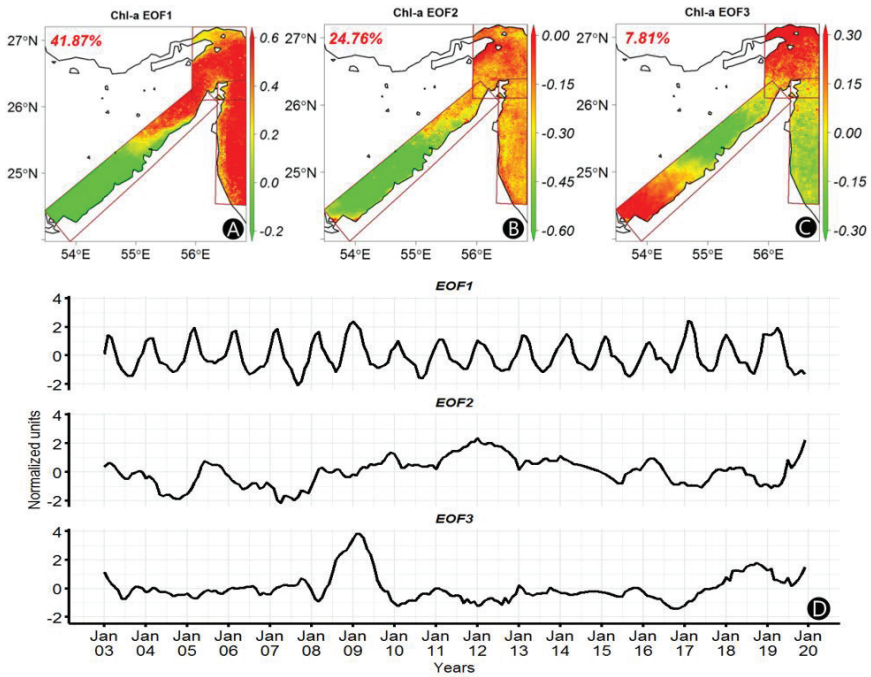 Chl-a EOF1
41.87%
27°N
26°N
25°N
54°E
55°E
56°E
0.6
0.4
0.2
0.0
-0.2
A
Chl-a EOF2
24.76%
27°N
26°N
25°N
54°E
55°E
56°E
0.00
-0.15
-0.30
-0.45
-0.60
B
Chl-a EOF3
7.81%
27°N
26°N
25°N
54°E
55°E
56°E
0.30
0.15
0.00
-0.15
-0.30
C
EOF1
4
2
0
-2
EOF2
4
2
0
-2
Normalized units
EOF3
4
2
0
-2
D
Jan Jan Jan Jan Jan Jan Jan Jan Jan Jan Jan Jan Jan Jan Jan Jan Jan Jan
03 04 05 06 07 08 09 10 11 12 13 14 15 16 17 18 19 20
Years